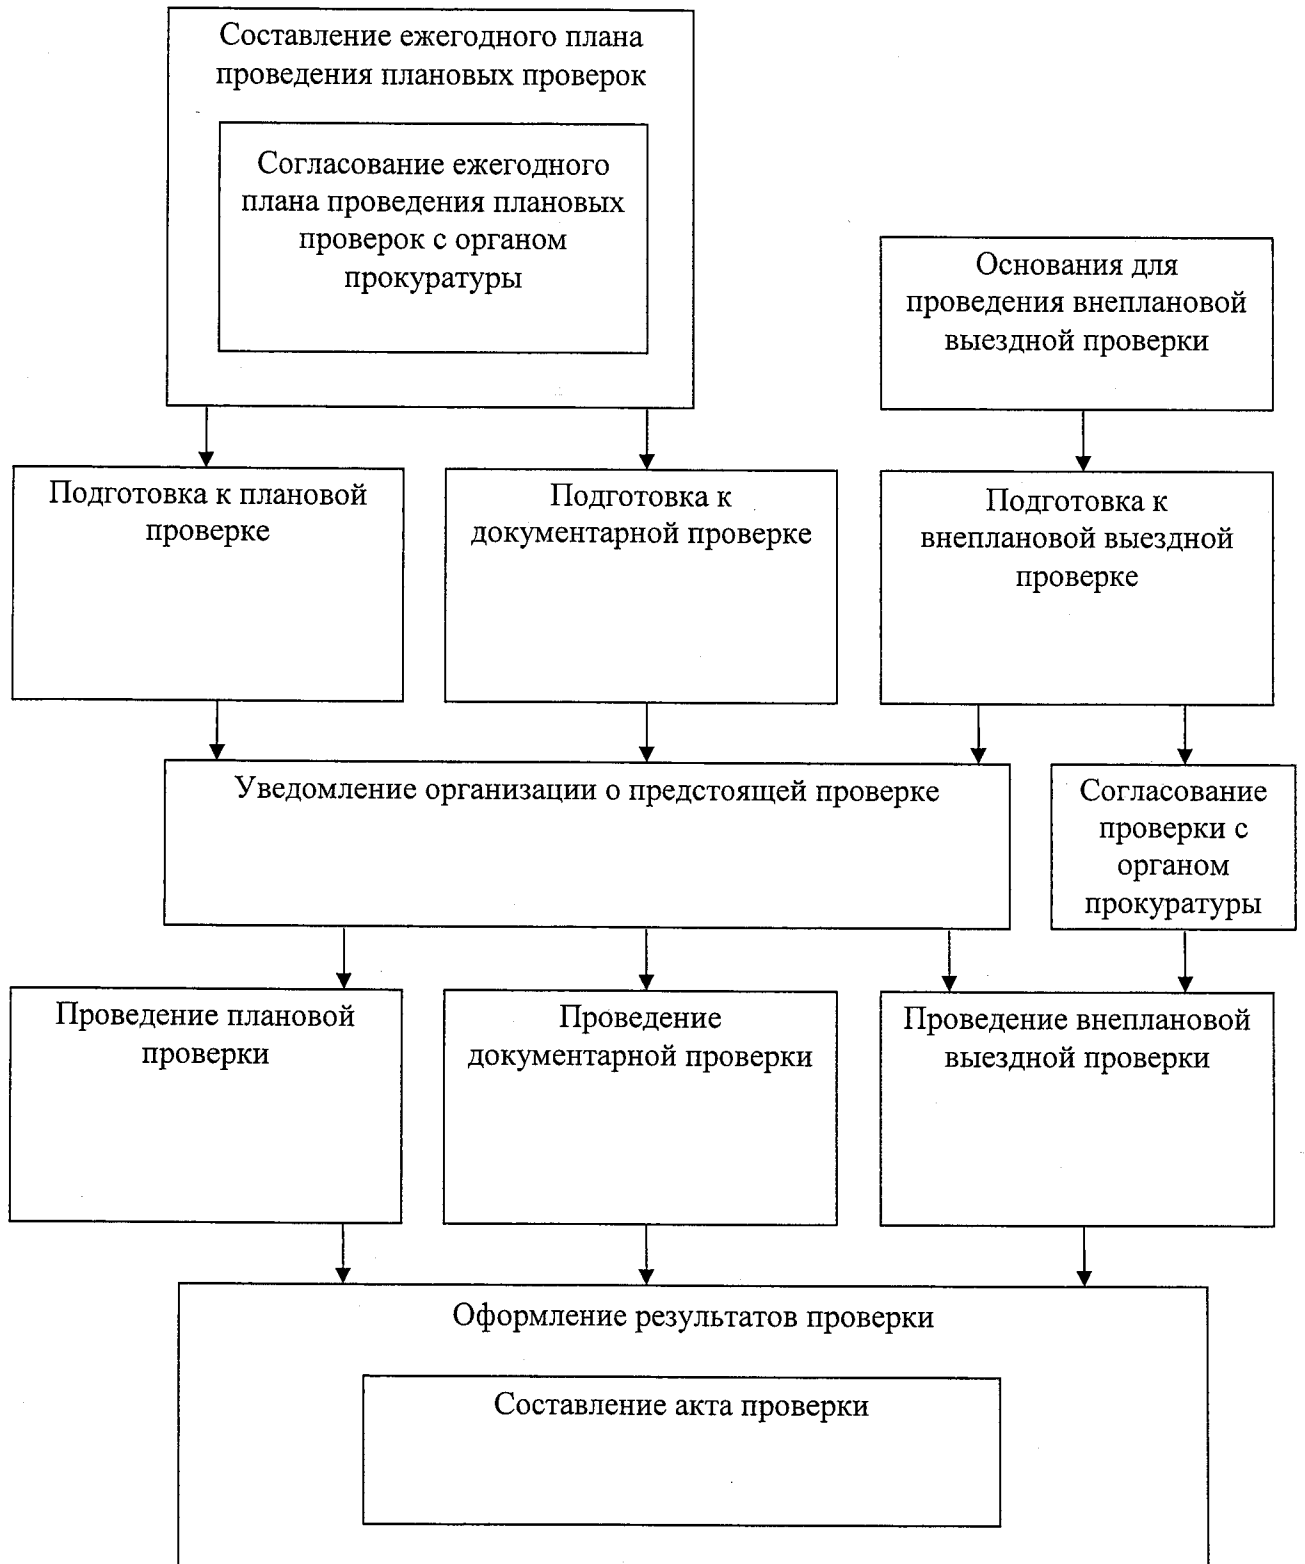 Составление ежегодного плана
проведения плановых проверок
Согласование ежегодного
плана проведения плановых
проверок с органом
прокуратуры
Основания для
проведения внеплановой
выездной проверки
Подготовка к плановой
проверке
Подготовка к
документарной проверке
Подготовка к
внеплановой выездной
проверке
Уведомление организации о предстоящей проверке
Согласование
проверки с
органом
прокуратуры
Проведение плановой
проверки
Проведение
документарной проверки
Проведение внеплановой
выездной проверки
Оформление результатов проверки
Составление акта проверки